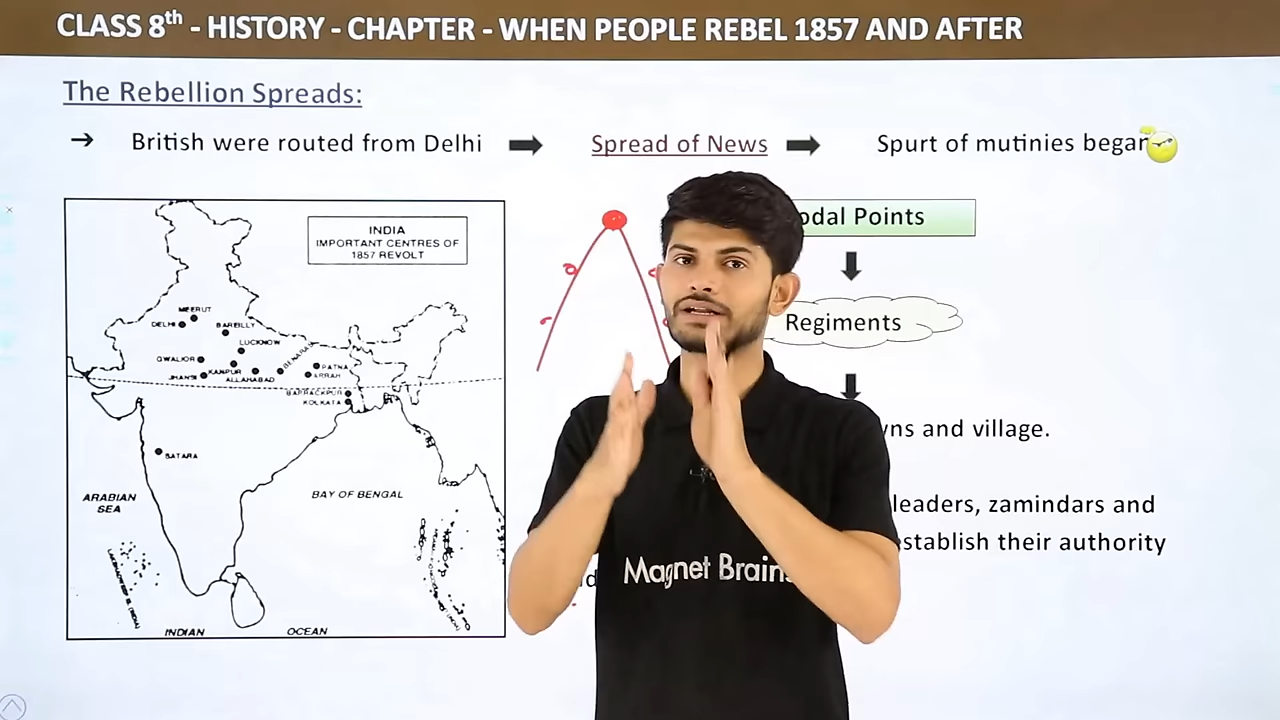 CLASS 8th - HISTORY - CHAPTER - WHEN PEOPLE REBEL 1857 AND AFTER
The Rebellion Spreads:
→ British were routed from Delhi ➡ Spread of News ➡ Spurt of mutinies began
INDIA
IMPORTANT CENTRES OF
1857 REVOLT
MEERUT
DELHI
BAREILLY
LUCKNOW
GWALIOR
KANPUR
BENARAS
PATNA
JHANSI
ALLAHABAD
ARRAH
BARRACKPUR
KOLKATA
SATARA
ARABIAN
SEA
BAY OF BENGAL
INDIAN OCEAN
odal Points
Regiments
wns and village.
leaders, zamindars and
establish their authority
Magnet Brains